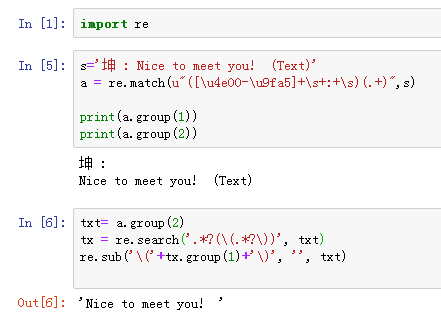 In [1]: import re
In [5]: s='坤 : Nice to meet you! (Text)'
a = re.match(u"([\u4e00-\u9fa5]+\s+:+\s)(.+)",s)
print(a.group(1))
print(a.group(2))
坤 :
Nice to meet you! (Text)
In [6]: txt= a.group(2)
tx = re.search('.*?(\(.*?\))', txt)
re.sub('\('+tx.group(1)+'\)', '', txt)
Out[6]: 'Nice to meet you! '